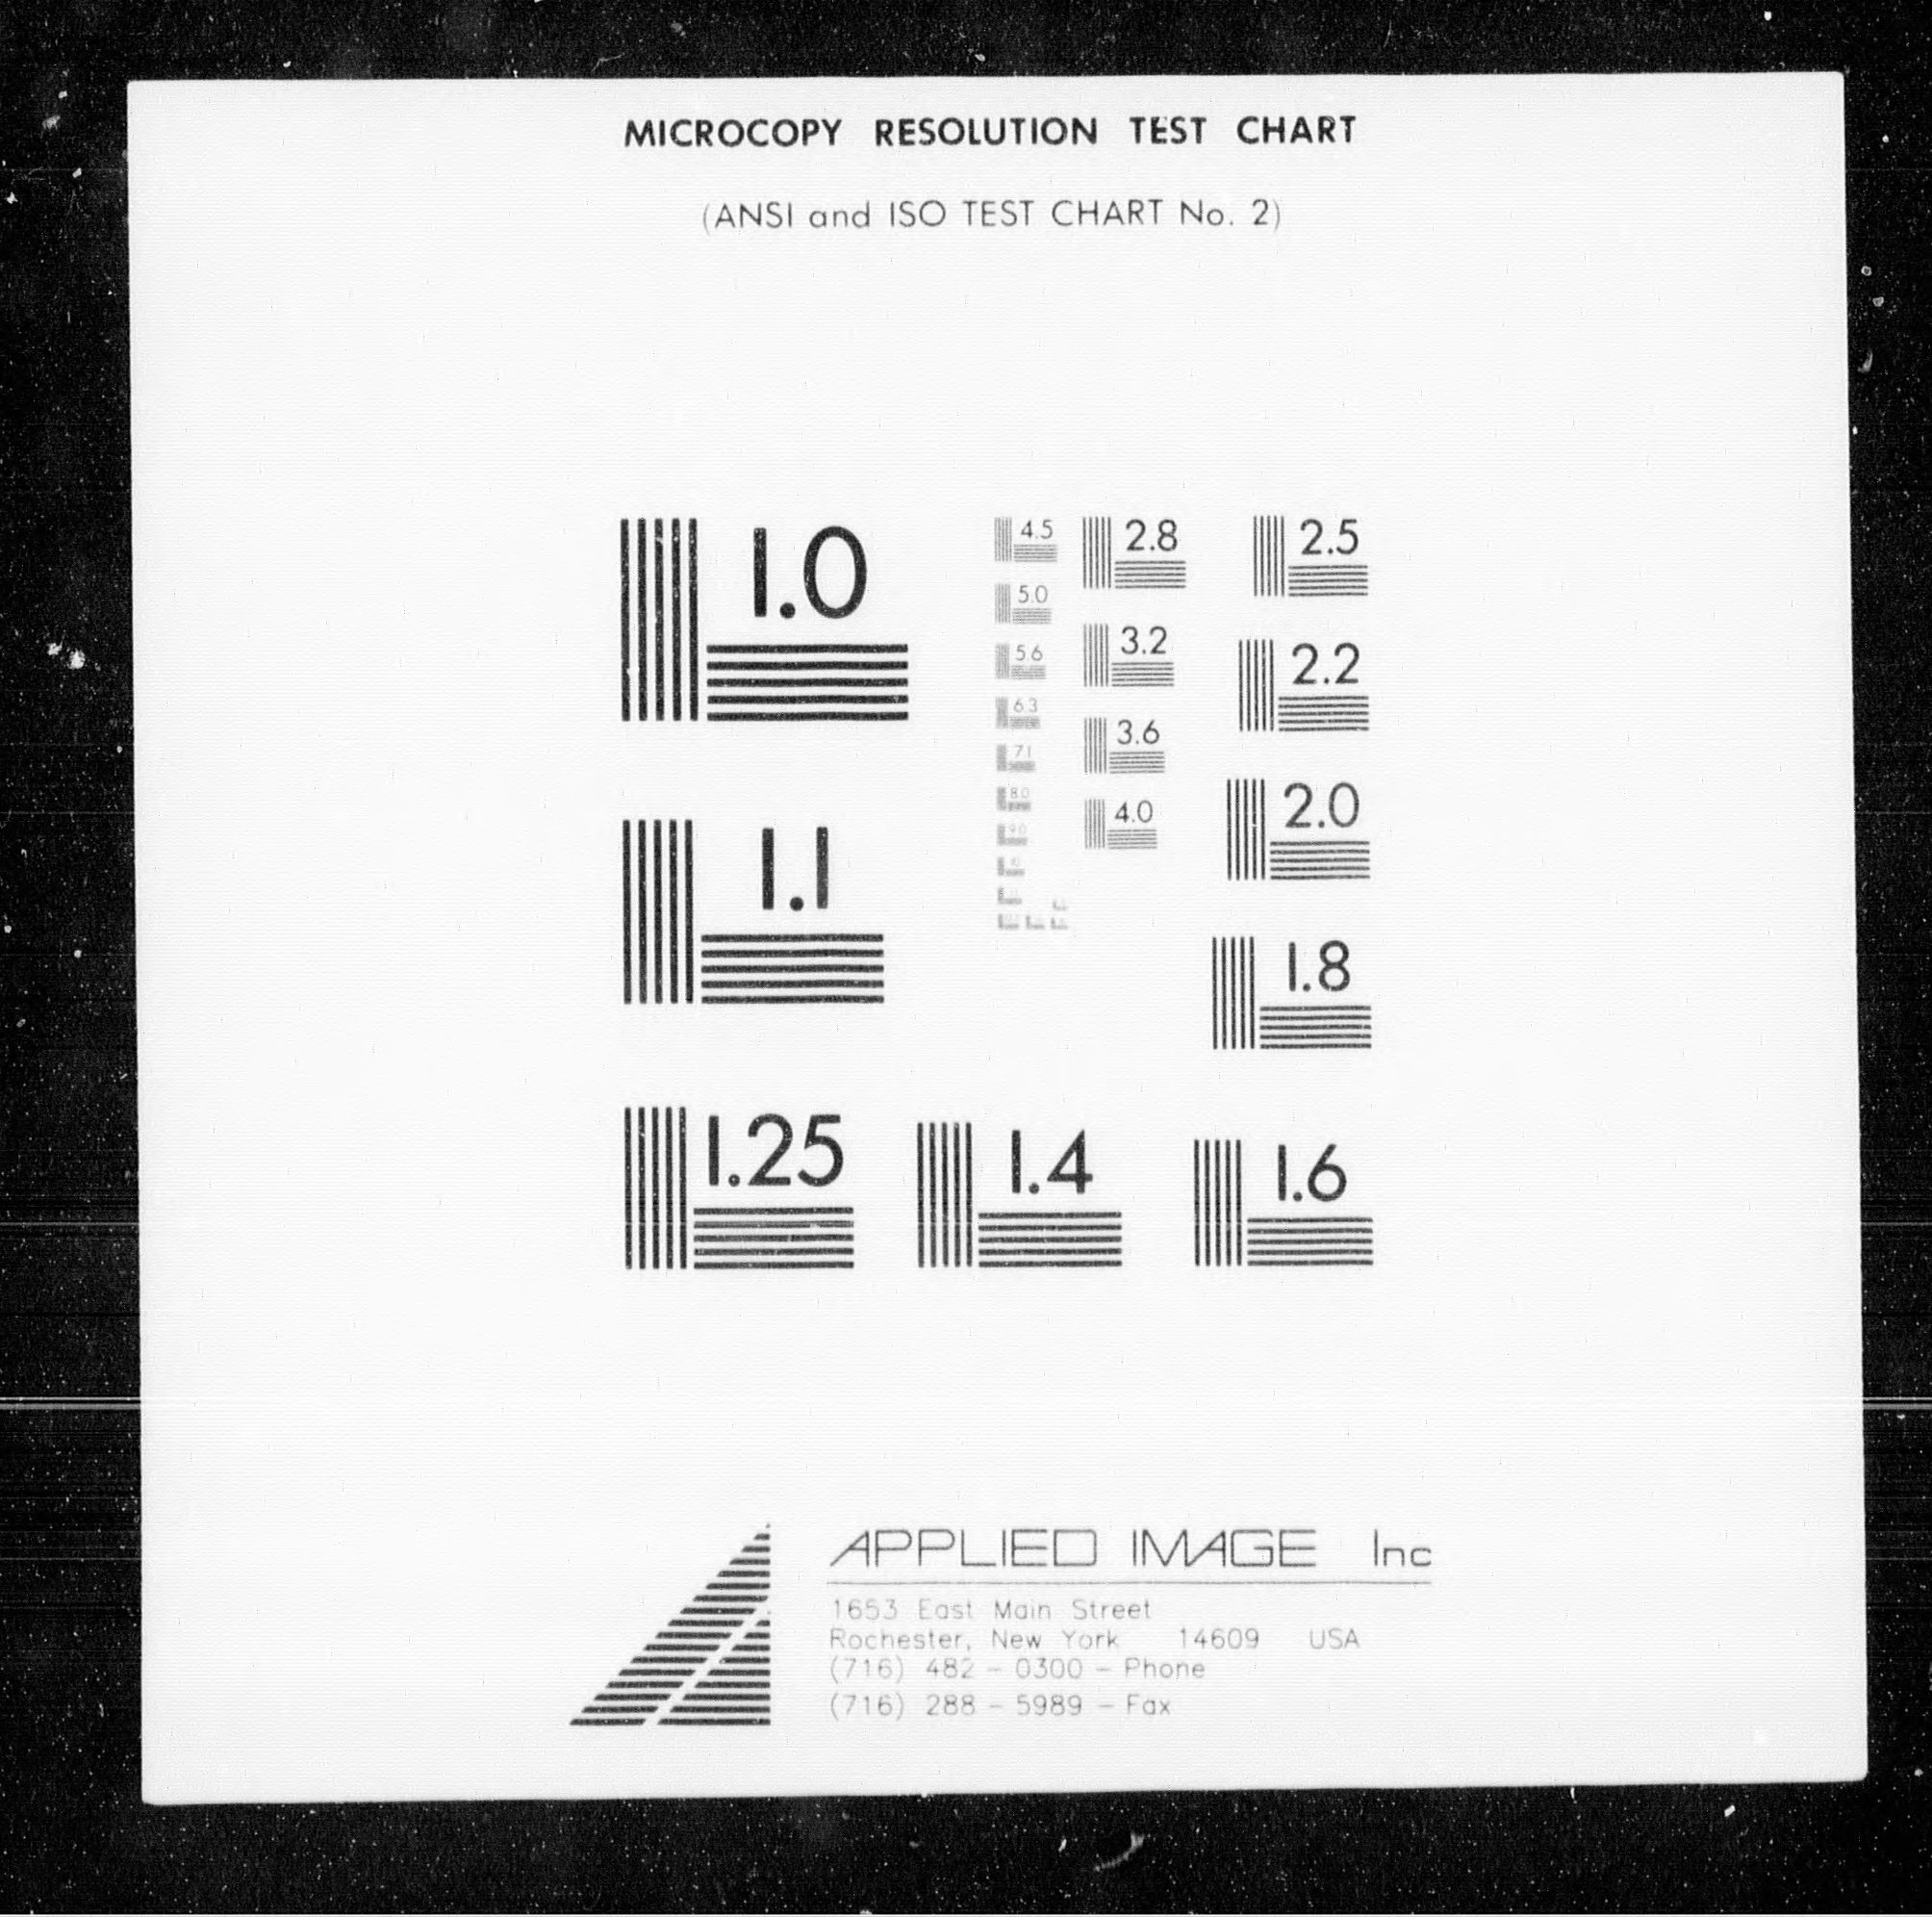 MICROCOPY RESOLUTION TEST CHART
(ANSI and ISO TEST CHART No. 2)
1.0
1.1
1.25
1.4
1.6
1.8
2.0
2.2
2.5
2.8
3.2
3.6
4.0
4.5
5.0
5.6
6.3
7.1
8.0
9.0
APPLIED IMAGE Inc
1653 East Main Street
Rochester, New York 14609 USA
(716) 482 - 0300 - Phone
(716) 288 - 5989 - Fax